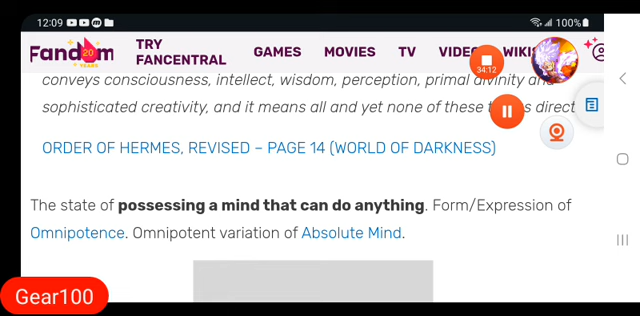 12:09 100%
Fandom 20 YEARS TRY FANCENTRAL GAMES MOVIES TV WIKIS
34:12
conveys consciousness, intellect, wisdom, perception, primal divinity and
sophisticated creativity, and it means all and yet none of these direct
ORDER OF HERMES, REVISED – PAGE 14 (WORLD OF DARKNESS)
The state of possessing a mind that can do anything. Form/Expression of
Omnipotence. Omnipotent variation of Absolute Mind.
Gear100